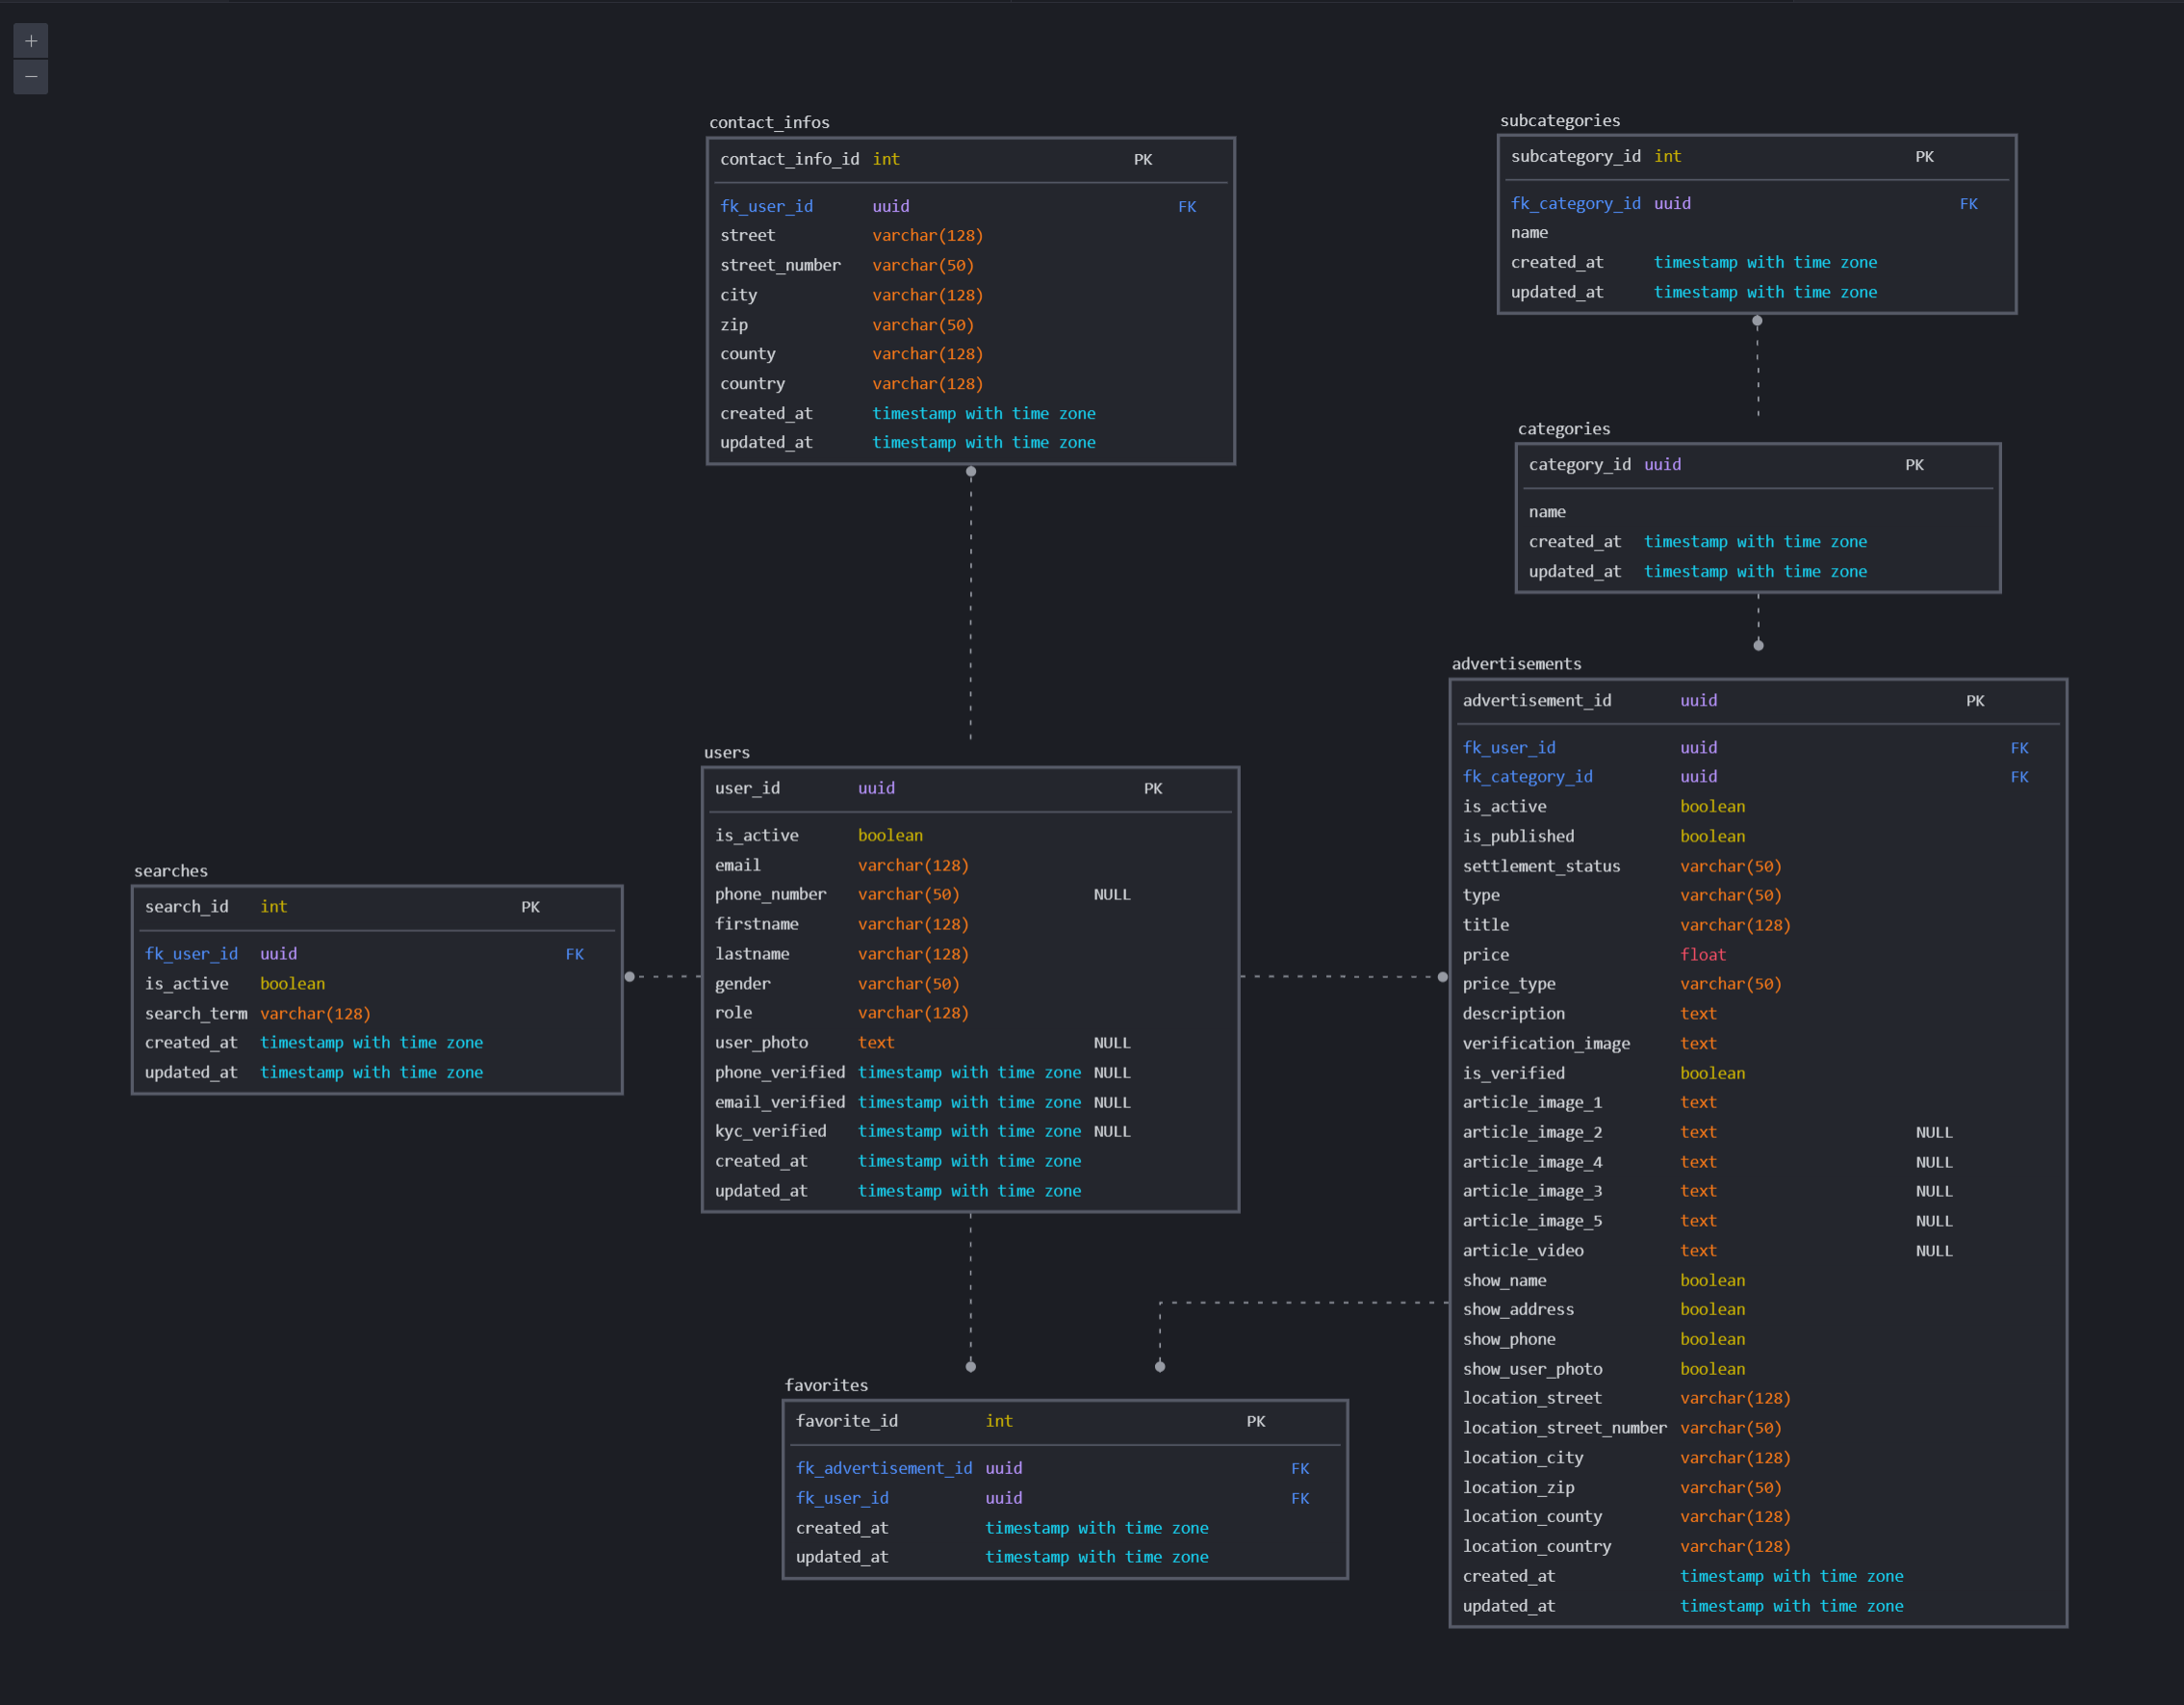 +
−
contact_infos
contact_info_id int PK
fk_user_id uuid FK
street varchar(128)
street_number varchar(50)
city varchar(128)
zip varchar(50)
county varchar(128)
country varchar(128)
created_at timestamp with time zone
updated_at timestamp with time zone
subcategories
subcategory_id int PK
fk_category_id uuid FK
name
created_at timestamp with time zone
updated_at timestamp with time zone
categories
category_id uuid PK
name
created_at timestamp with time zone
updated_at timestamp with time zone
users
user_id uuid PK
is_active boolean
email varchar(128)
phone_number varchar(50) NULL
firstname varchar(128)
lastname varchar(128)
gender varchar(50)
role varchar(128)
user_photo text NULL
phone_verified timestamp with time zone NULL
email_verified timestamp with time zone NULL
kyc_verified timestamp with time zone NULL
created_at timestamp with time zone
updated_at timestamp with time zone
searches
search_id int PK
fk_user_id uuid FK
is_active boolean
search_term varchar(128)
created_at timestamp with time zone
updated_at timestamp with time zone
advertisements
advertisement_id uuid PK
fk_user_id uuid FK
fk_category_id uuid FK
is_active boolean
is_published boolean
settlement_status varchar(50)
type varchar(50)
title varchar(128)
price float
price_type varchar(50)
description text
verification_image text
is_verified boolean
article_image_1 text
article_image_2 text NULL
article_image_4 text NULL
article_image_3 text NULL
article_image_5 text NULL
article_video text NULL
show_name boolean
show_address boolean
show_phone boolean
show_user_photo boolean
location_street varchar(128)
location_street_number varchar(50)
location_city varchar(128)
location_zip varchar(50)
location_county varchar(128)
location_country varchar(128)
created_at timestamp with time zone
updated_at timestamp with time zone
favorites
favorite_id int PK
fk_advertisement_id uuid FK
fk_user_id uuid FK
created_at timestamp with time zone
updated_at timestamp with time zone